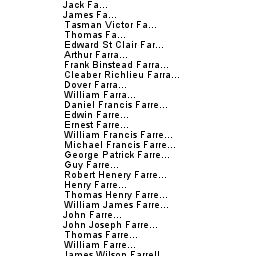 Jack Fa...
James Fa...
Tasman Victor Fa...
Thomas Fa...
Edward St Clair Far...
Arthur Farra...
Frank Binstead Farra...
Cleaber Richlieu Farra...
Dover Farra...
William Farra...
Daniel Francis Farre...
Edwin Farre...
Ernest Farre...
William Francis Farre...
Michael Francis Farre...
George Patrick Farre...
Guy Farre...
Robert Henery Farre...
Henry Farre...
Thomas Henry Farre...
William James Farre...
John Farre...
John Joseph Farre...
Thomas Farre...
William Farre...
James Wilson Farrell